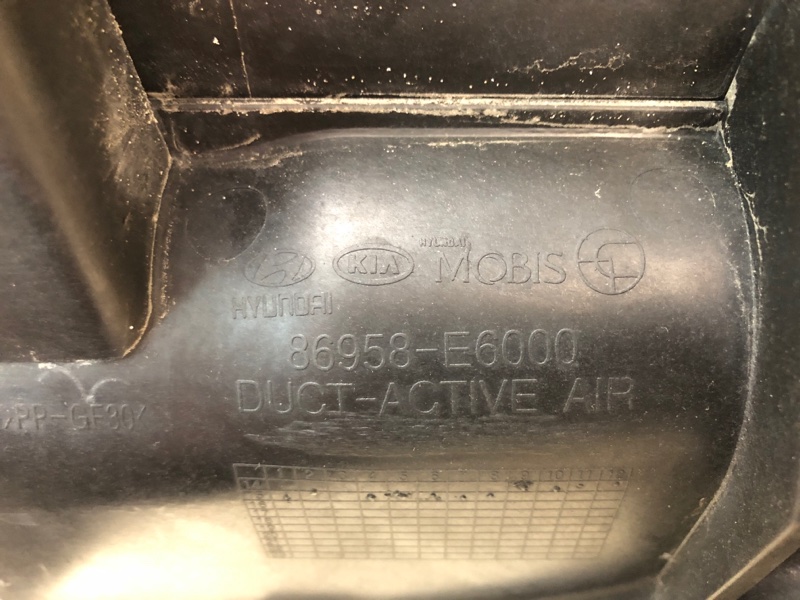 HYUNDAI
KIA MOBIS
HYUNDAI
86958-E6000
DUCT-ACTIVE AIR
>PP-GF30<